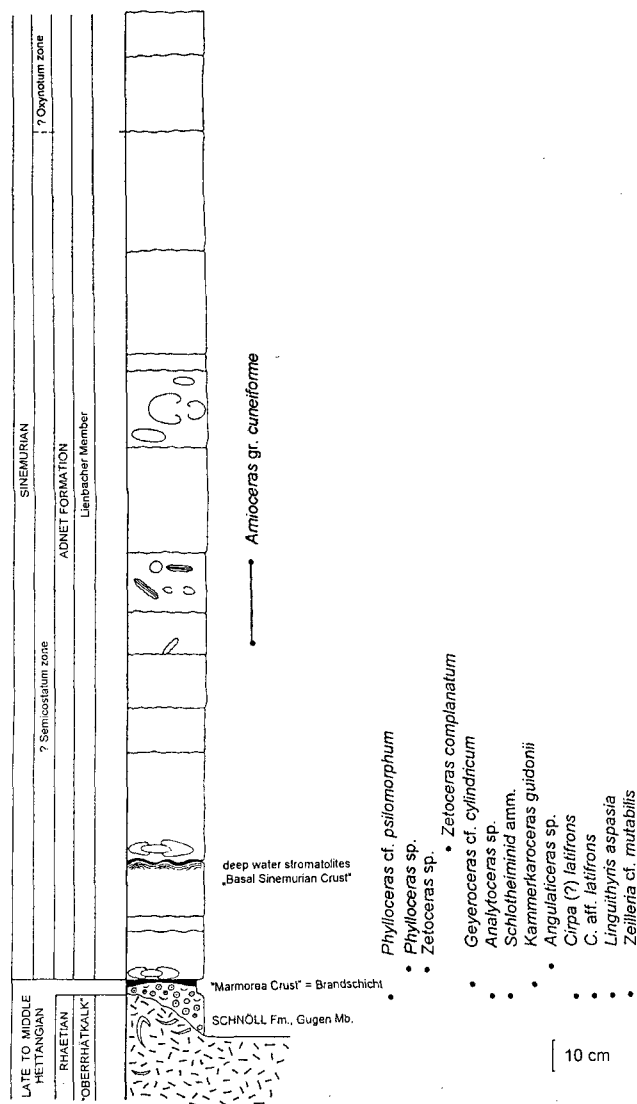 SINEMURIAN
? Oxynotum zone
? Semicostatum zone
ADNET FORMATION
Lienbacher Member
LATE TO MIDDLE
HETTANGIAN
RHAETIAN
"OBERRHÄTKALK"
Arnioceras gr. cuneiforme
deep water stromatolites
„Basal Sinemurian Crust"
"Marmorea Crust" = Brandschicht
SCHNÖLL Fm., Gugen Mb.
Phylloceras cf. psilomorphum
Phylloceras sp.
Zetoceras sp.
Zetoceras complanatum
Geyeroceras cf. cylindricum
Analytoceras sp.
Schlotheiminid amm.
Kammerkaroceras guidonii
Angulaticeras sp.
Cirpa (?) latifrons
C. aff. latifrons
Linguithyris aspasia
Zeilleria cf. mutabilis
10 cm